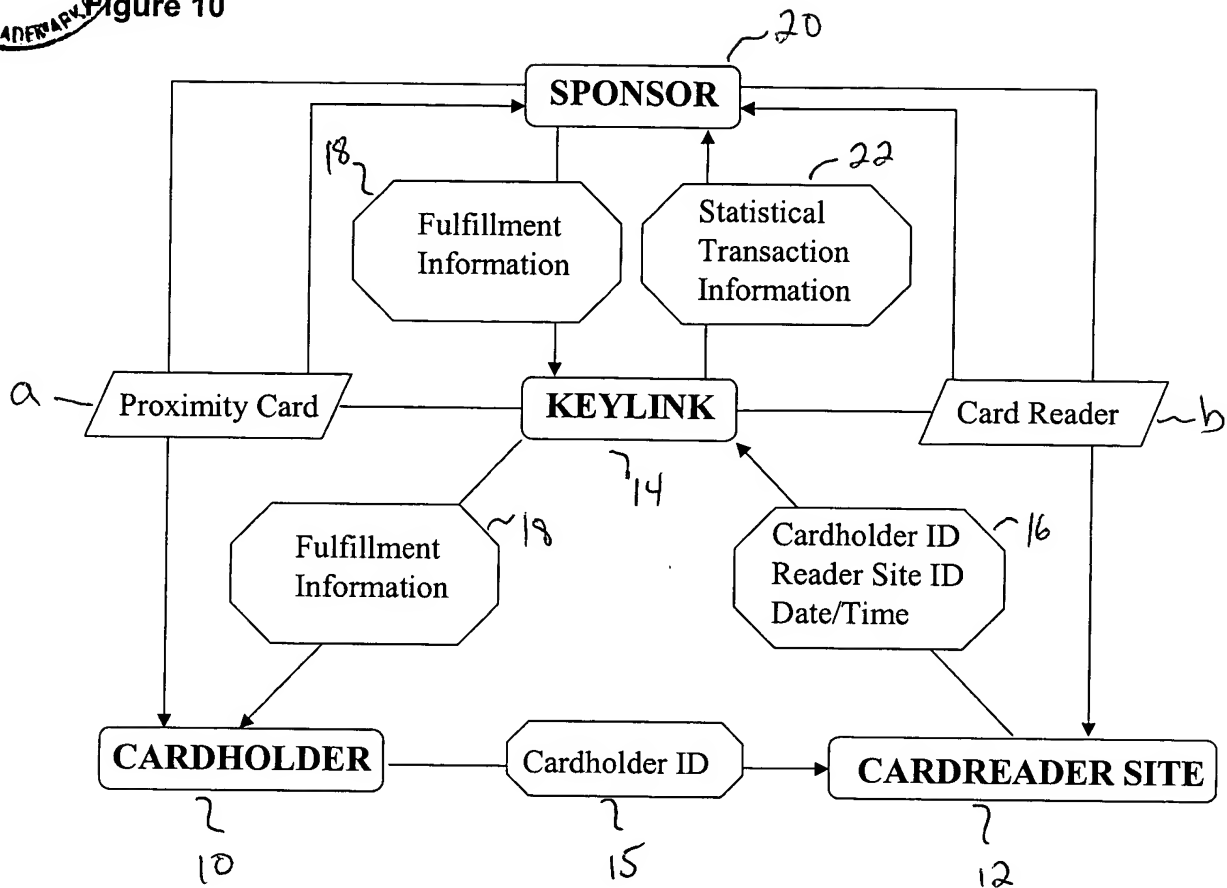 Figure 10
20
SPONSOR
18
Fulfillment
Information
22
Statistical
Transaction
Information
a
Proximity Card
KEYLINK
14
Card Reader
b
Fulfillment
Information
18
Cardholder ID
Reader Site ID
Date/Time
16
CARDHOLDER
10
Cardholder ID
15
CARDREADER SITE
12